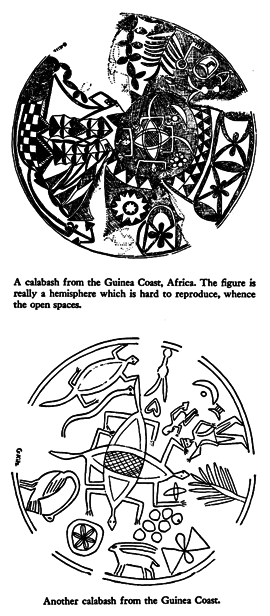 A calabash from the Guinea Coast, Africa. The figure is
really a hemisphere which is hard to reproduce, whence
the open spaces.
Another calabash from the Guinea Coast.